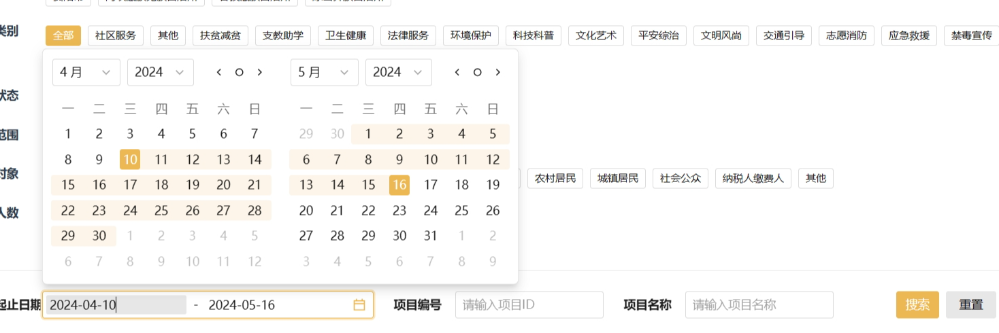 类别 全部 社区服务 其他 扶贫减贫 支教助学 卫生健康 法律服务 环境保护 科技科普 文化艺术 平安综治 文明风尚 交通引导 志愿消防 应急救援 禁毒宣传
4 月 2024 5 月 2024
状态
一 二 三 四 五 六 日 一 二 三 四 五 六 日
范围
1 2 3 4 5 6 7 29 30 1 2 3 4 5
8 9 10 11 12 13 14 6 7 8 9 10 11 12
对象 农村居民 城镇居民 社会公众 纳税人缴费人 其他
15 16 17 18 19 20 21 13 14 15 16 17 18 19
人数
22 23 24 25 26 27 28 20 21 22 23 24 25 26
29 30 1 2 3 4 5 27 28 29 30 31 1 2
6 7 8 9 10 11 12 3 4 5 6 7 8 9
起止日期 2024-04-10 - 2024-05-16 项目编号 请输入项目ID 项目名称 请输入项目名称 搜索 重置